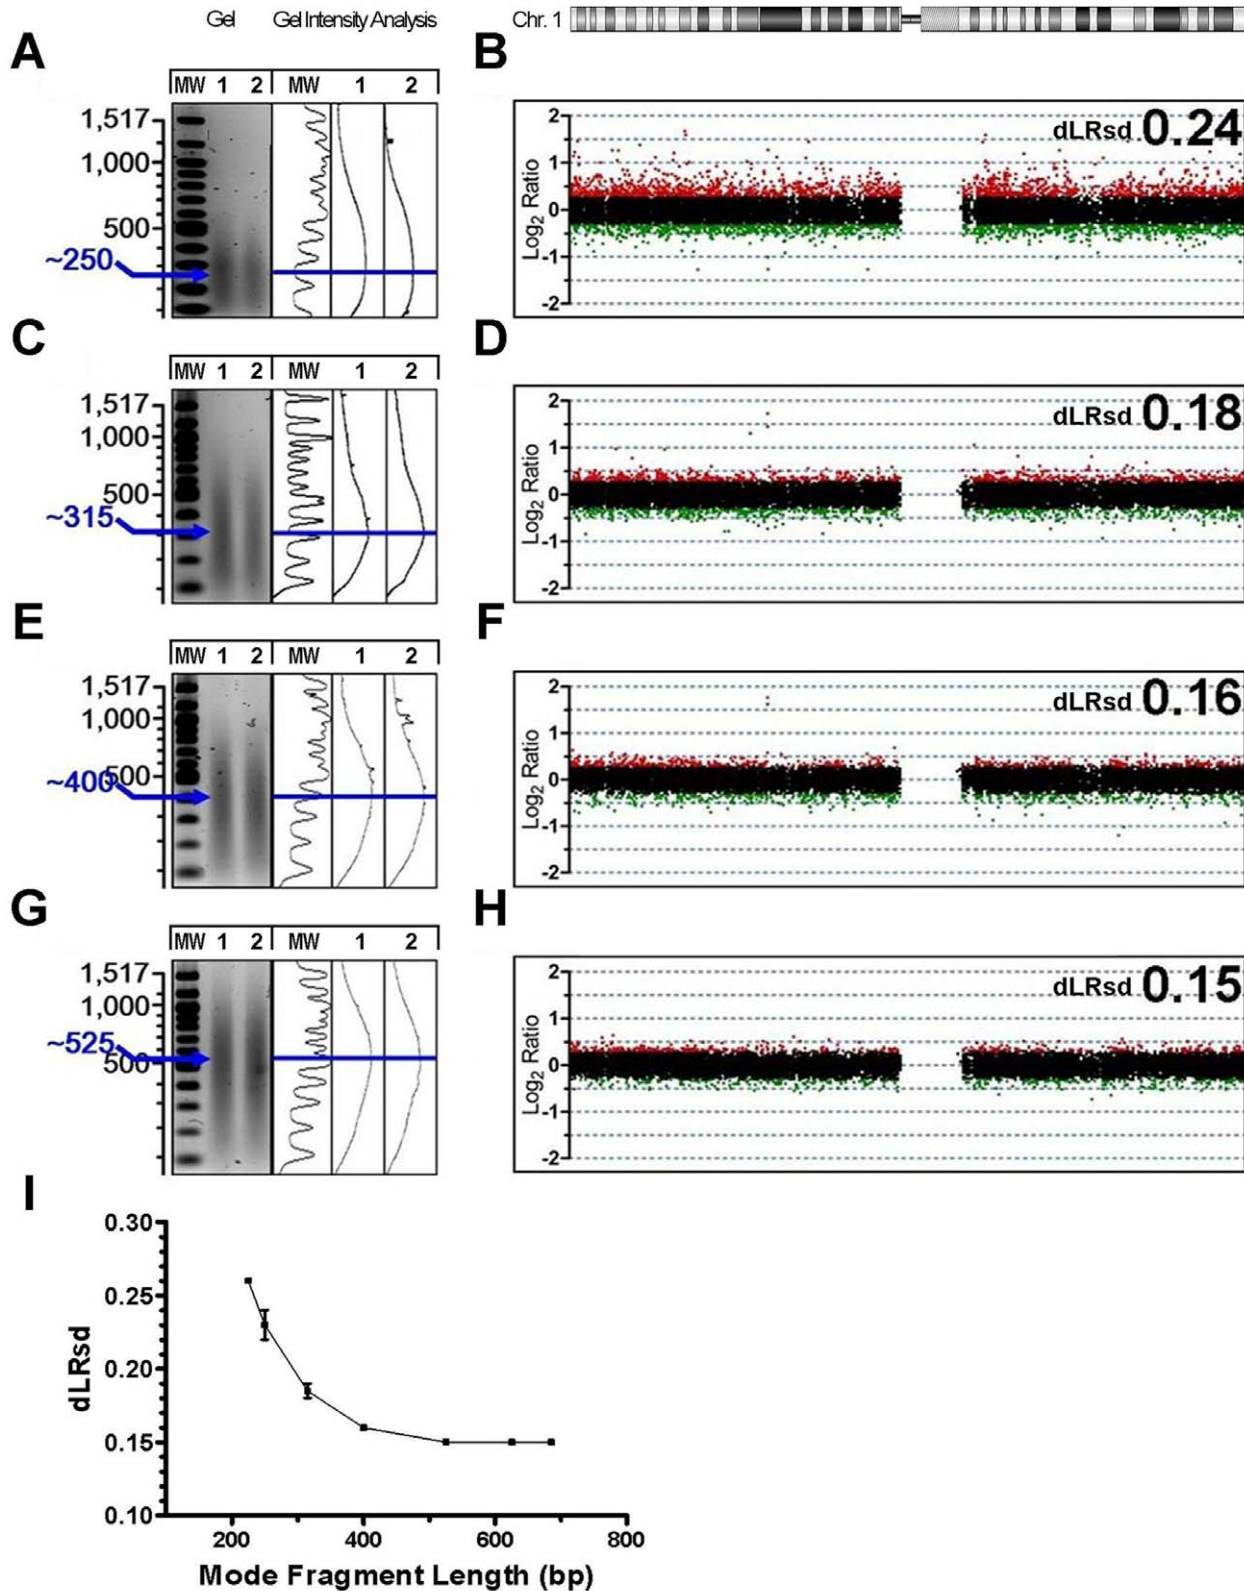 Gel Gel Intensity Analysis Chr. 1
A B
MW 1 2 MW 1 2
1,517
1,000
500
~250
2
1
0
-1
-2
Log2 Ratio
dLRsd 0.24
C D
MW 1 2 MW 1 2
1,517
1,000
500
~315
2
1
0
-1
-2
Log2 Ratio
dLRsd 0.18
E F
MW 1 2 MW 1 2
1,517
1,000
500
~400
2
1
0
-1
-2
Log2 Ratio
dLRsd 0.16
G H
MW 1 2 MW 1 2
1,517
1,000
~525
500
2
1
0
-1
-2
Log2 Ratio
dLRsd 0.15
I
0.30
0.25
0.20
0.15
0.10
dLRsd
200 400 600 800
Mode Fragment Length (bp)